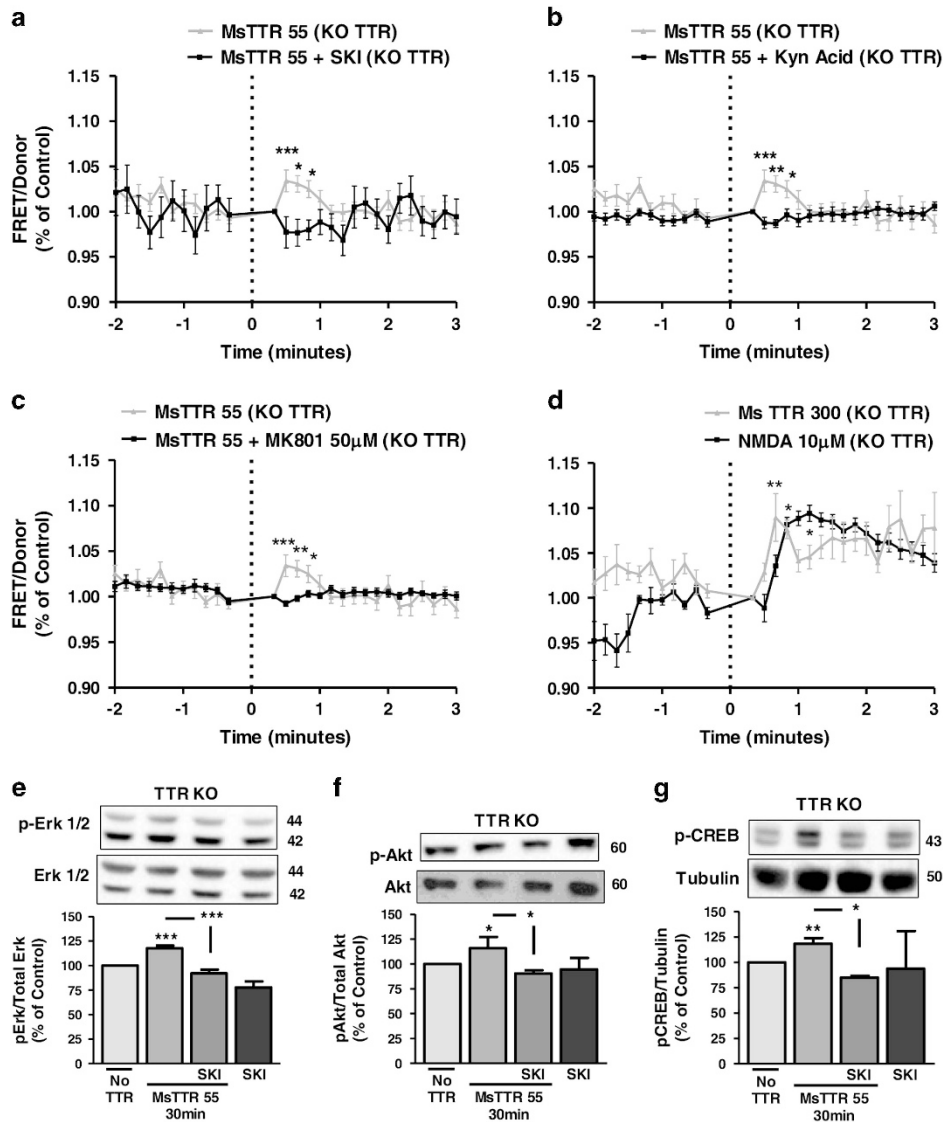 a
MsTTR 55 (KO TTR)
MsTTR 55 + SKI (KO TTR)
FRET/Donor
(% of Control)
1.10
1.05
1.00
0.95
0.90
***
*
*
-2 -1 0 1 2 3
Time (minutes)
b
MsTTR 55 (KO TTR)
MsTTR 55 + Kyn Acid (KO TTR)
1.10
1.05
1.00
0.95
0.90
***
**
*
-2 -1 0 1 2 3
Time (minutes)
c
MsTTR 55 (KO TTR)
MsTTR 55 + MK801 50μM (KO TTR)
FRET/Donor
(% of Control)
1.20
1.15
1.10
1.05
1.00
0.95
0.90
***
**
*
-2 -1 0 1 2 3
Time (minutes)
d
Ms TTR 300 (KO TTR)
NMDA 10μM (KO TTR)
1.20
1.15
1.10
1.05
1.00
0.95
0.90
**
*
*
-2 -1 0 1 2 3
Time (minutes)
e
TTR KO
p-Erk 1/2
44
42
Erk 1/2
44
42
pErk/Total Erk
(% of Control)
150
125
100
75
50
25
0
***
***
No
TTR
SKI
SKI
MsTTR 55
30min
f
TTR KO
p-Akt
60
Akt
60
pAkt/Total Akt
(% of Control)
150
125
100
75
50
25
0
*
*
No
TTR
SKI
SKI
MsTTR 55
30min
g
TTR KO
p-CREB
43
Tubulin
50
pCREB/Tubulin
(% of Control)
150
125
100
75
50
25
0
**
*
No
TTR
SKI
SKI
MsTTR 55
30min